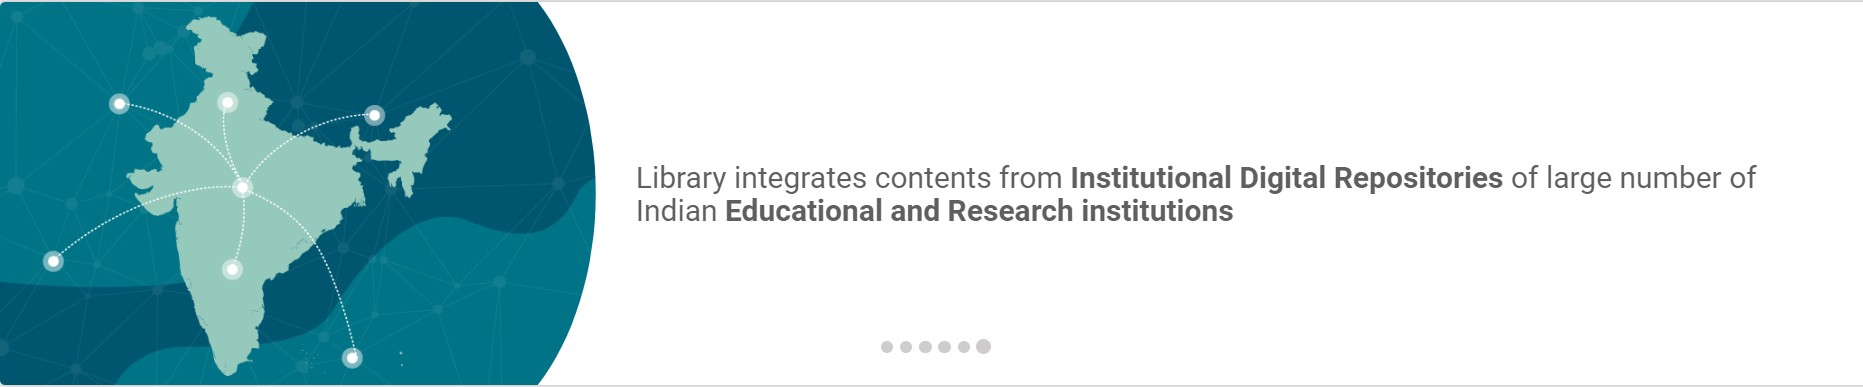 Library integrates contents from Institutional Digital Repositories of large number of
Indian Educational and Research institutions